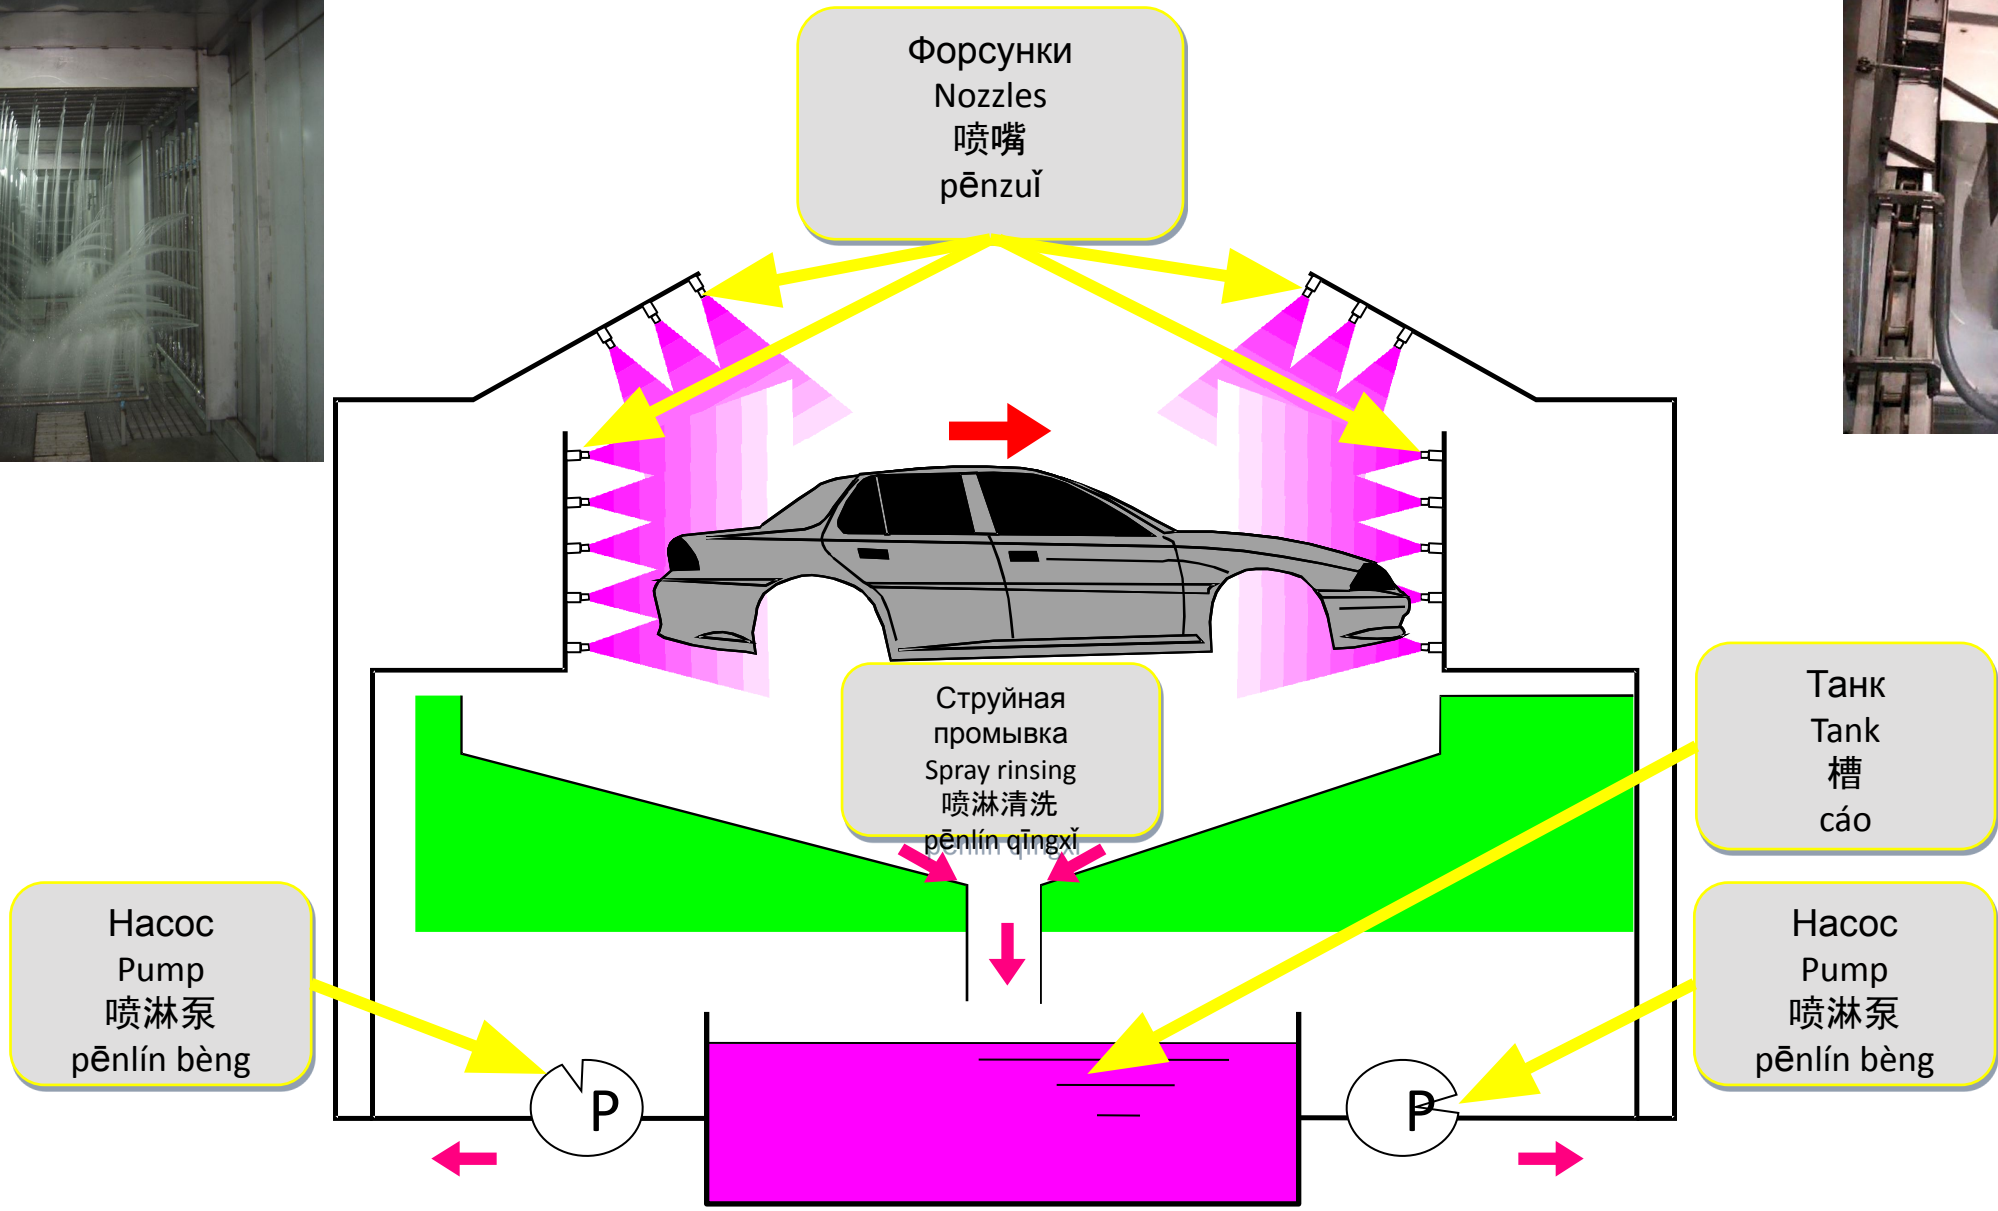 Форсунки
Nozzles
喷嘴
pēnzuǐ
Струйная
промывка
Spray rinsing
喷淋清洗
pēnlín qīngxǐ
Танк
Tank
槽
cáo
Насос
Pump
喷淋泵
pēnlín bèng
Насос
Pump
喷淋泵
pēnlín bèng
P
P